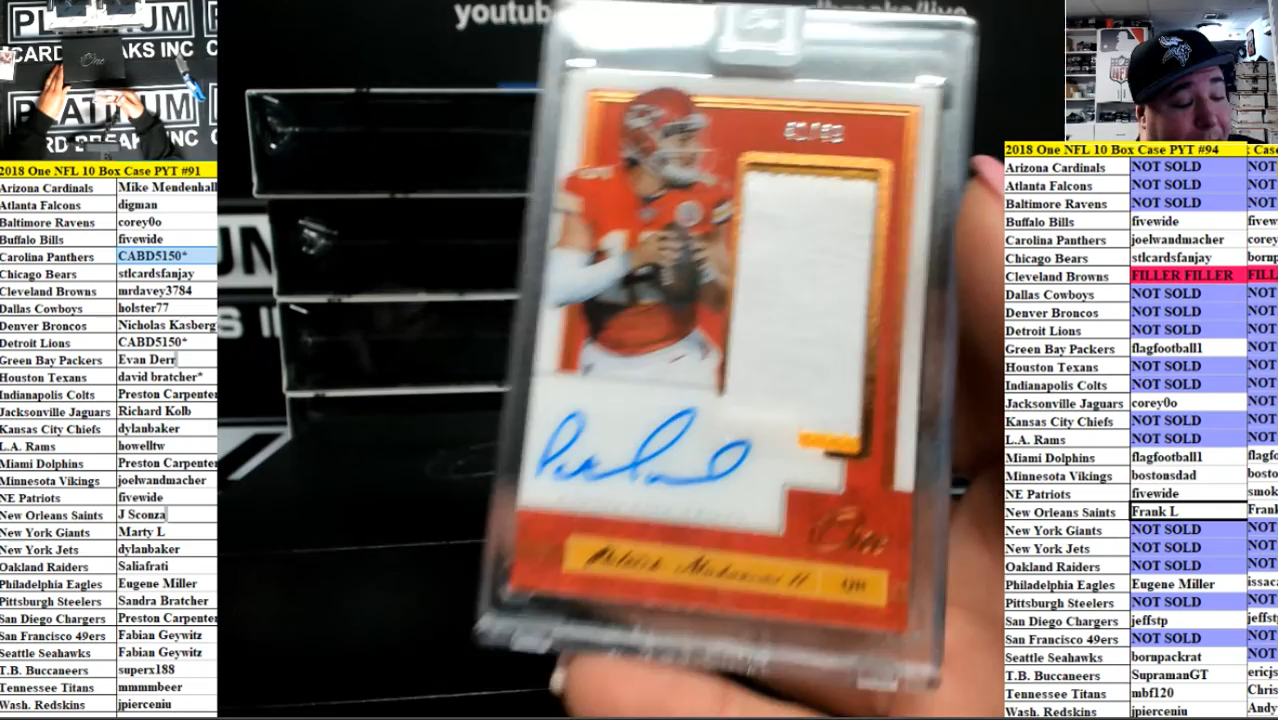 youtub
dbreaks/live
PLATINUM
CARD BREAKS INC
One
PLATINUM
CARD BREAKS INC
2018 One NFL 10 Box Case PYT #91
Arizona Cardinals Mike Mendenhall
Atlanta Falcons digman
Baltimore Ravens corey0o
Buffalo Bills fivewide
Carolina Panthers CABD5150*
Chicago Bears stlcardsfanjay
Cleveland Browns mrdavey3784
Dallas Cowboys holster77
Denver Broncos Nicholas Kasberg
Detroit Lions CABD5150*
Green Bay Packers Evan Derr
Houston Texans david bratcher*
Indianapolis Colts Preston Carpenter
Jacksonville Jaguars Richard Kolb
Kansas City Chiefs dylanbaker
L.A. Rams howelltw
Miami Dolphins Preston Carpenter
Minnesota Vikings joelwandmacher
NE Patriots fivewide
New Orleans Saints J Sconza
New York Giants Marty L
New York Jets dylanbaker
Oakland Raiders Saliafrati
Philadelphia Eagles Eugene Miller
Pittsburgh Steelers Sandra Bratcher
San Diego Chargers Preston Carpenter
San Francisco 49ers Fabian Geywitz
Seattle Seahawks Fabian Geywitz
T.B. Buccaneers superx188
Tennessee Titans mmmmbeer
Wash. Redskins jpierceniu
One
Patrick Mahomes II QB
2018 One NFL 10 Box Case PYT #94
Arizona Cardinals NOT SOLD
Atlanta Falcons NOT SOLD
Baltimore Ravens NOT SOLD
Buffalo Bills fivewide
Carolina Panthers joelwandmacher
Chicago Bears stlcardsfanjay
Cleveland Browns FILLER FILLER
Dallas Cowboys NOT SOLD
Denver Broncos NOT SOLD
Detroit Lions NOT SOLD
Green Bay Packers flagfootball1
Houston Texans NOT SOLD
Indianapolis Colts NOT SOLD
Jacksonville Jaguars corey0o
Kansas City Chiefs NOT SOLD
L.A. Rams NOT SOLD
Miami Dolphins flagfootball1
Minnesota Vikings bostonsdad
NE Patriots fivewide
New Orleans Saints Frank L
New York Giants NOT SOLD
New York Jets NOT SOLD
Oakland Raiders NOT SOLD
Philadelphia Eagles Eugene Miller
Pittsburgh Steelers NOT SOLD
San Diego Chargers jeffstp
San Francisco 49ers NOT SOLD
Seattle Seahawks bornpackrat
T.B. Buccaneers SupramanGT
Tennessee Titans mbf120
Wash. Redskins jpierceniu